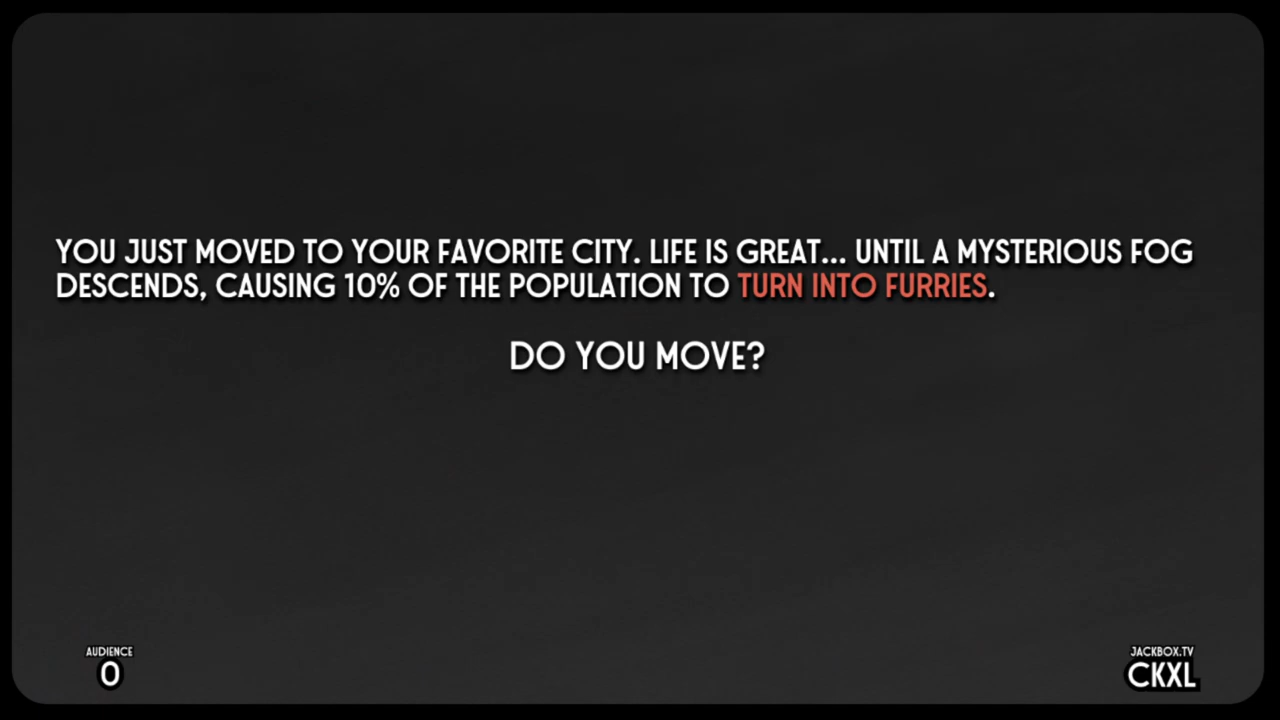 YOU JUST MOVED TO YOUR FAVORITE CITY. LIFE IS GREAT... UNTIL A MYSTERIOUS FOG
DESCENDS, CAUSING 10% OF THE POPULATION TO TURN INTO FURRIES.
DO YOU MOVE?
AUDIENCE
0
JACKBOX.TV
CKXL